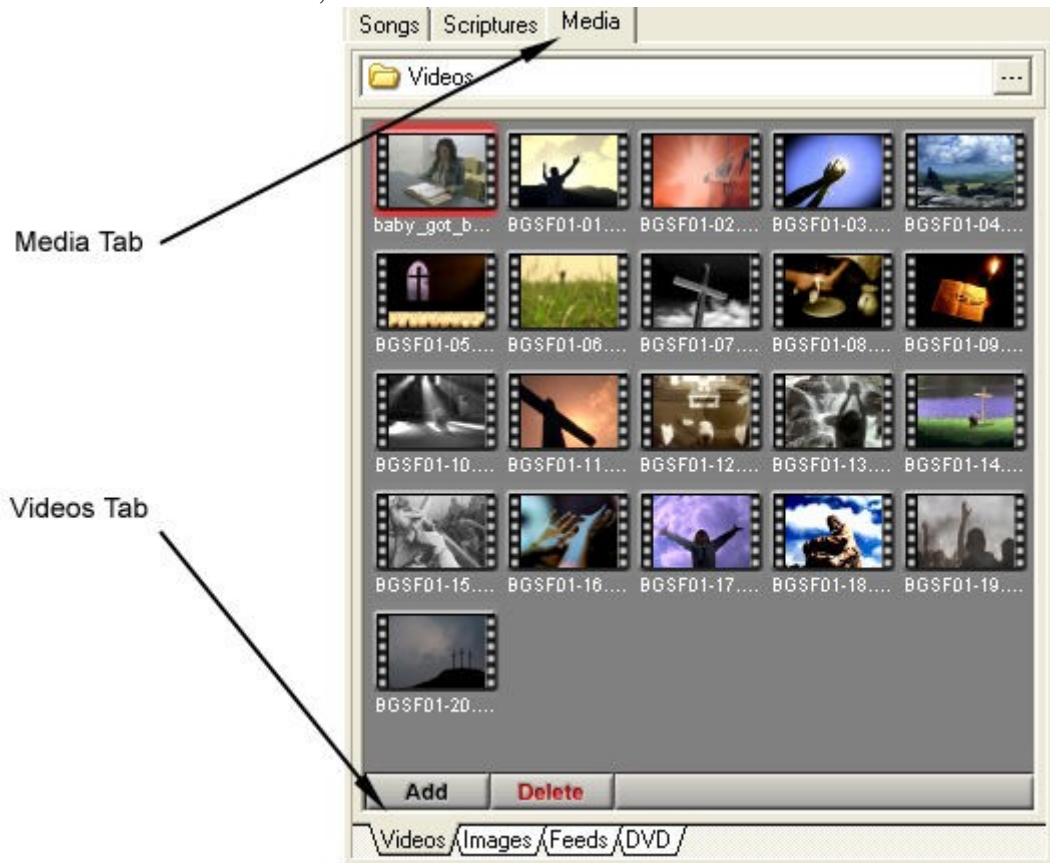 Songs Scriptures Media
Videos ...
baby_got_b... BGSF01-01.... BGSF01-02.... BGSF01-03.... BGSF01-04....
Media Tab
BGSF01-05.... BGSF01-06.... BGSF01-07.... BGSF01-08.... BGSF01-09....
BGSF01-10.... BGSF01-11.... BGSF01-12.... BGSF01-13.... BGSF01-14....
Videos Tab
BGSF01-15.... BGSF01-16.... BGSF01-17.... BGSF01-18.... BGSF01-19....
BGSF01-20....
Add Delete
Videos Images Feeds DVD